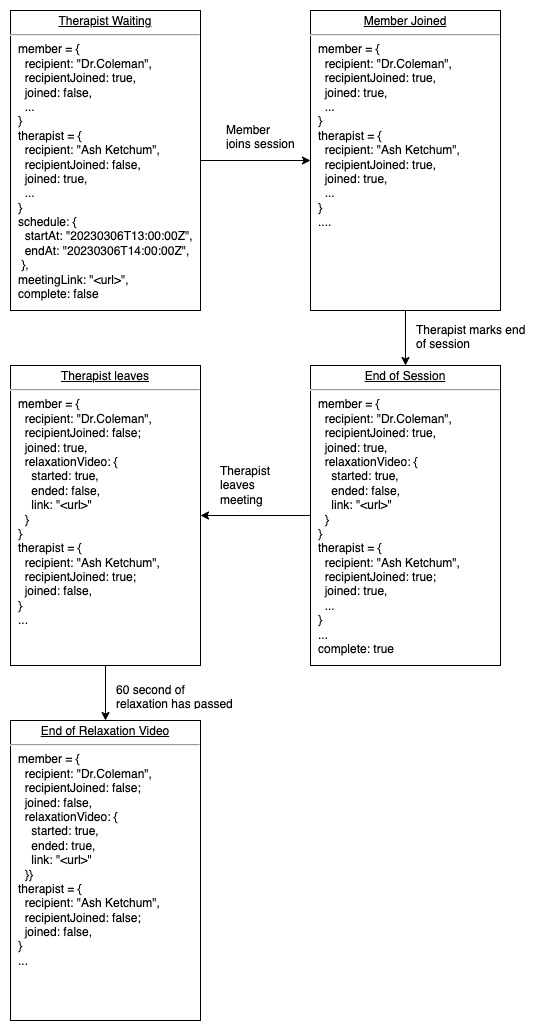 Therapist Waiting
member = {
recipient: "Dr.Coleman",
recipientJoined: true,
joined: false,
...
}
therapist = {
recipient: "Ash Ketchum",
recipientJoined: false,
joined: true,
...
}
schedule: {
startAt: "20230306T13:00:00Z",
endAt: "20230306T14:00:00Z",
},
meetingLink: "<url>",
complete: false
Member
joins session
Member Joined
member = {
recipient: "Dr.Coleman",
recipientJoined: true,
joined: true,
...
}
therapist = {
recipient: "Ash Ketchum",
recipientJoined: true,
joined: true,
...
}
....
Therapist marks end
of session
End of Session
member = {
recipient: "Dr.Coleman",
recipientJoined: true,
joined: true,
relaxationVideo: {
started: true,
ended: false,
link: "<url>"
}
}
therapist = {
recipient: "Ash Ketchum",
recipientJoined: true;
joined: true,
...
}
...
complete: true
Therapist
leaves
meeting
Therapist leaves
member = {
recipient: "Dr.Coleman",
recipientJoined: false;
joined: true,
relaxationVideo: {
started: true,
ended: false,
link: "<url>"
}
}
therapist = {
recipient: "Ash Ketchum",
recipientJoined: true;
joined: false,
}
...
60 second of
relaxation has passed
End of Relaxation Video
member = {
recipient: "Dr.Coleman",
recipientJoined: false;
joined: false,
relaxationVideo: {
started: true,
ended: true,
link: "<url>"
}}
therapist = {
recipient: "Ash Ketchum",
recipientJoined: false;
joined: false,
}
...